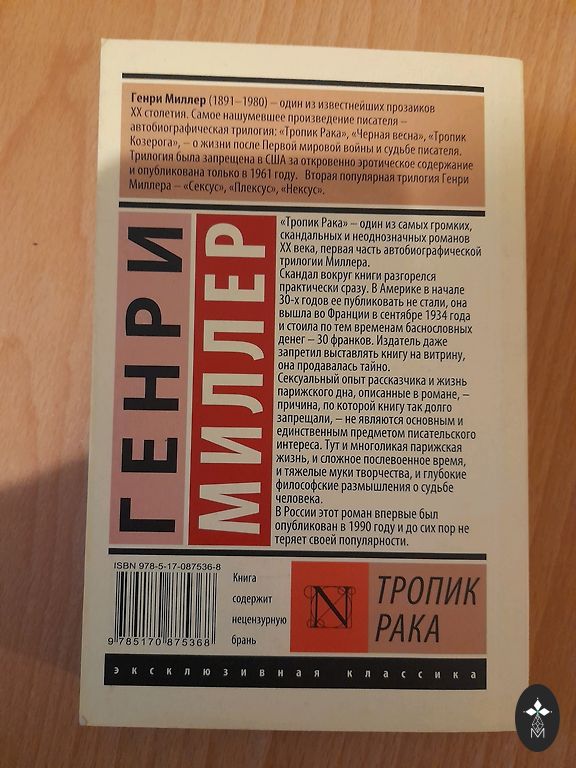 Генри Миллер (1891–1980) – один из известнейших прозаиков
XX столетия. Самое нашумевшее произведение писателя –
автобиографическая трилогия: «Тропик Рака», «Черная весна», «Тропик
Козерога», – о жизни после Первой мировой войны и судьбе писателя.
Трилогия была запрещена в США за откровенно эротическое содержание
и опубликована только в 1961 году. Вторая популярная трилогия Генри
Миллера – «Сексус», «Плексус», «Нексус».
ГЕНРИ
МИЛЛЕР
«Тропик Рака» – один из самых громких,
скандальных и неоднозначных романов
XX века, первая часть автобиографической
трилогии Миллера.
Скандал вокруг книги разгорелся
практически сразу. В Америке в начале
30-х годов ее публиковать не стали, она
вышла во Франции в сентябре 1934 года
и стоила по тем временам баснословных
денег – 30 франков. Издатель даже
запретил выставлять книгу на витрину,
она продавалась тайно.
Сексуальный опыт рассказчика и жизнь
парижского дна, описанные в романе, –
причина, по которой книгу так долго
запрещали, – не являются основным и
единственным предметом писательского
интереса. Тут и многоликая парижская
жизнь, и сложное послевоенное время,
и тяжелые муки творчества, и глубокие
философские размышления о судьбе
человека.
В России этот роман впервые был
опубликован в 1990 году и до сих пор не
теряет своей популярности.
ISBN 978-5-17-087536-8
9 785170 875368
Книга
содержит
нецензурную
брань
N
ТРОПИК
РАКА
эксклюзивная классика
М